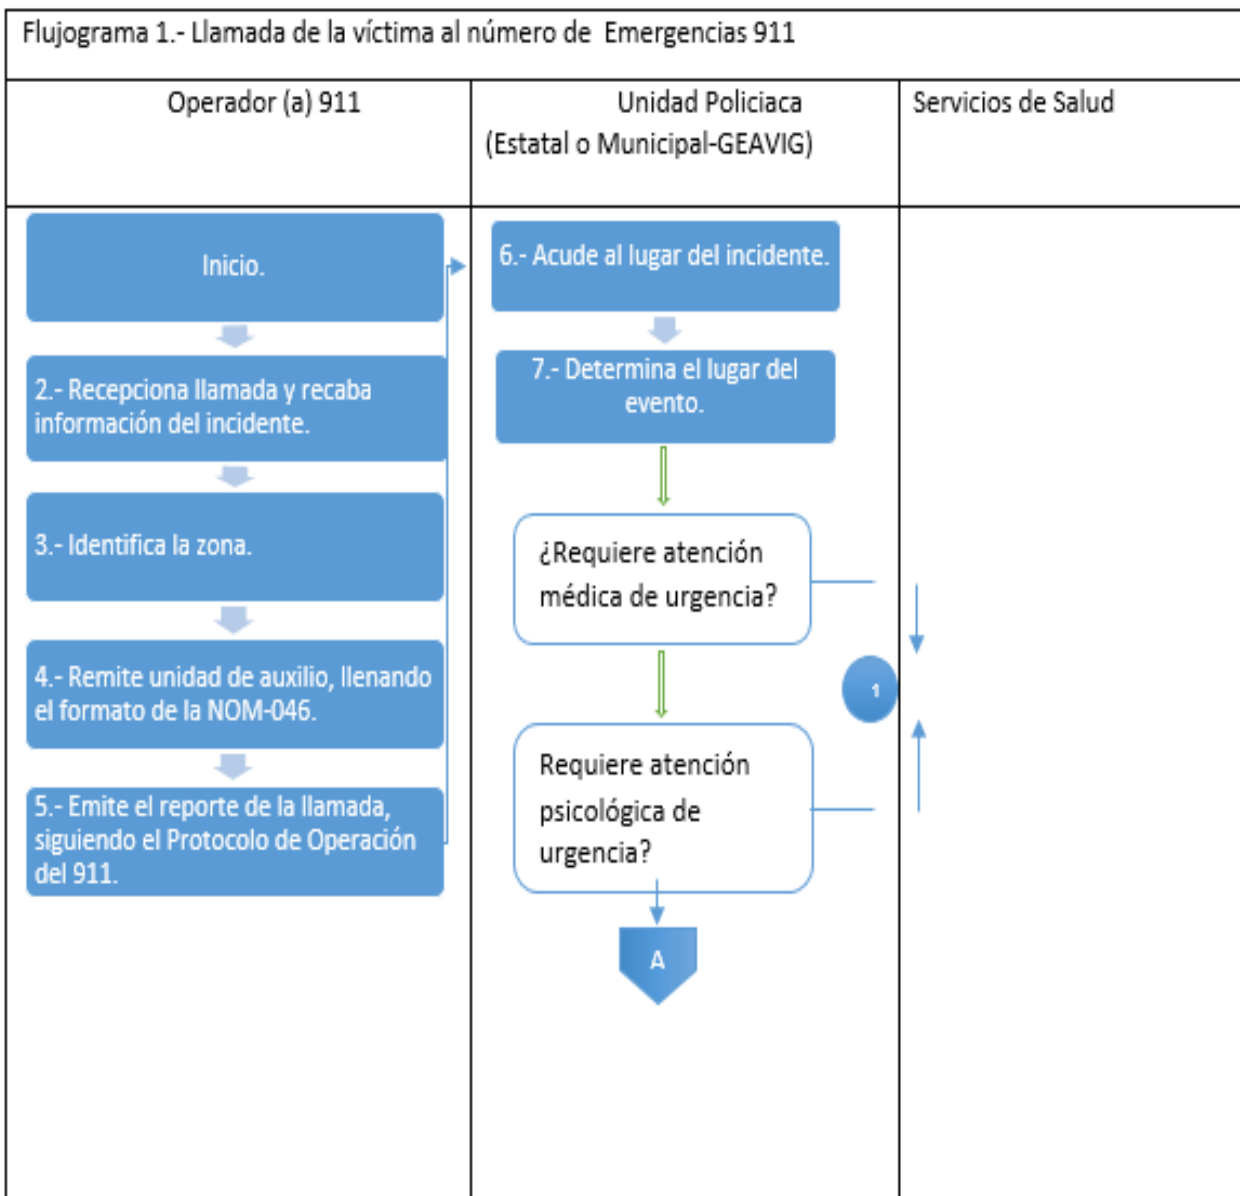 Flujograma 1.- Llamada de la víctima al número de Emergencias 911
Operador (a) 911
Unidad Policiaca
(Estatal o Municipal-GEAVIG)
Servicios de Salud
Inicio.
2.- Recepciona llamada y recaba
información del incidente.
3.- Identifica la zona.
4.- Remite unidad de auxilio, llenando
el formato de la NOM-046.
5.- Emite el reporte de la llamada,
siguiendo el Protocolo de Operación
del 911.
6.- Acude al lugar del incidente.
7.- Determina el lugar del
evento.
¿Requiere atención
médica de urgencia?
1
Requiere atención
psicológica de
urgencia?
A